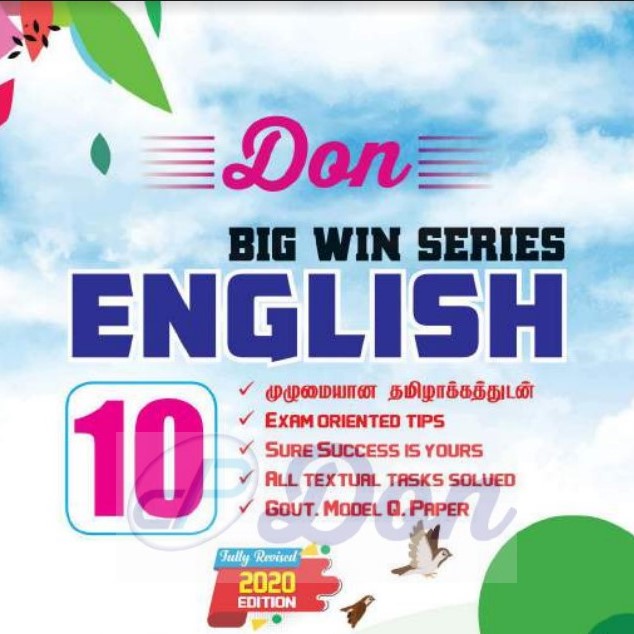 Don
BIG WIN SERIES
ENGLISH
10
✓ முழுமையான தமிழாக்கத்துடன்
✓ EXAM ORIENTED TIPS
✓ SURE SUCCESS IS YOURS
✓ ALL TEXTUAL TASKS SOLVED
✓ GOVT. MODEL Q. PAPER
Don
Fully Revised
2020
EDITION